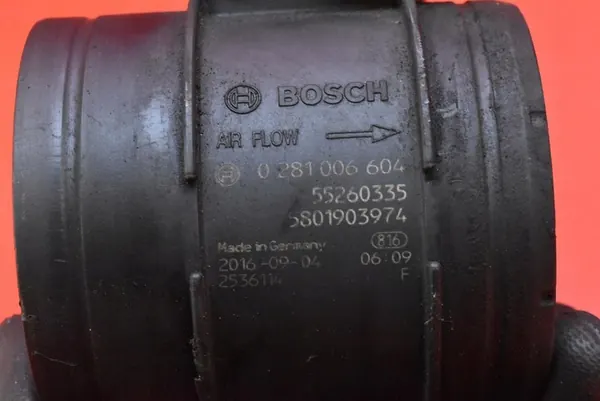 BOSCH
AIR FLOW
0 281 006 604
55260335
5801903974
Made in Germany 816
2016-09-04 06:09
2536114 F